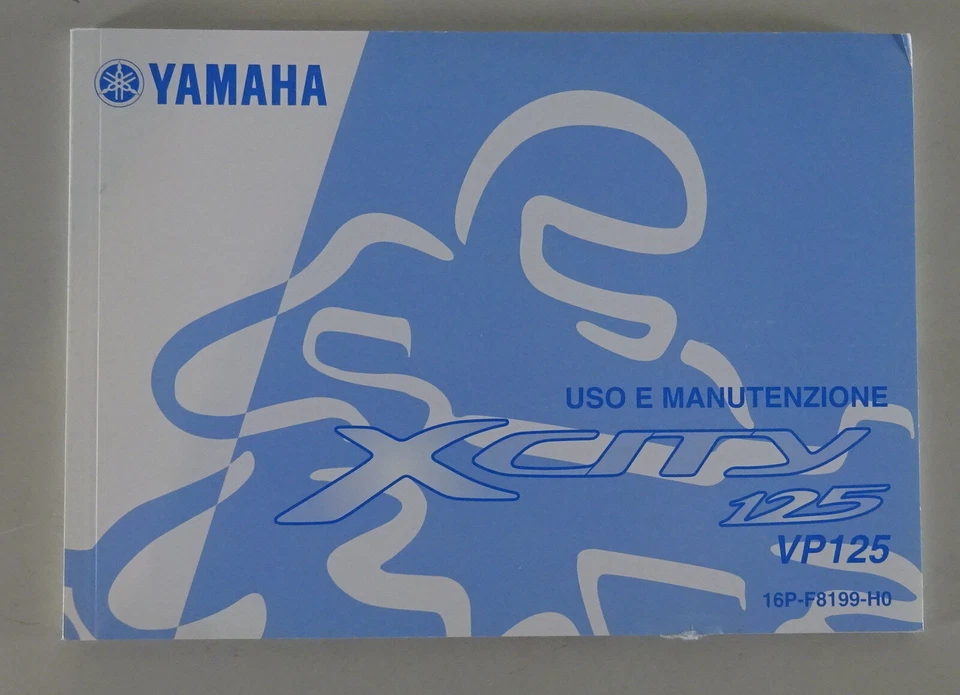 YAMAHA
USO E MANUTENZIONE
XCITY
125
VP125
16P-F8199-H0